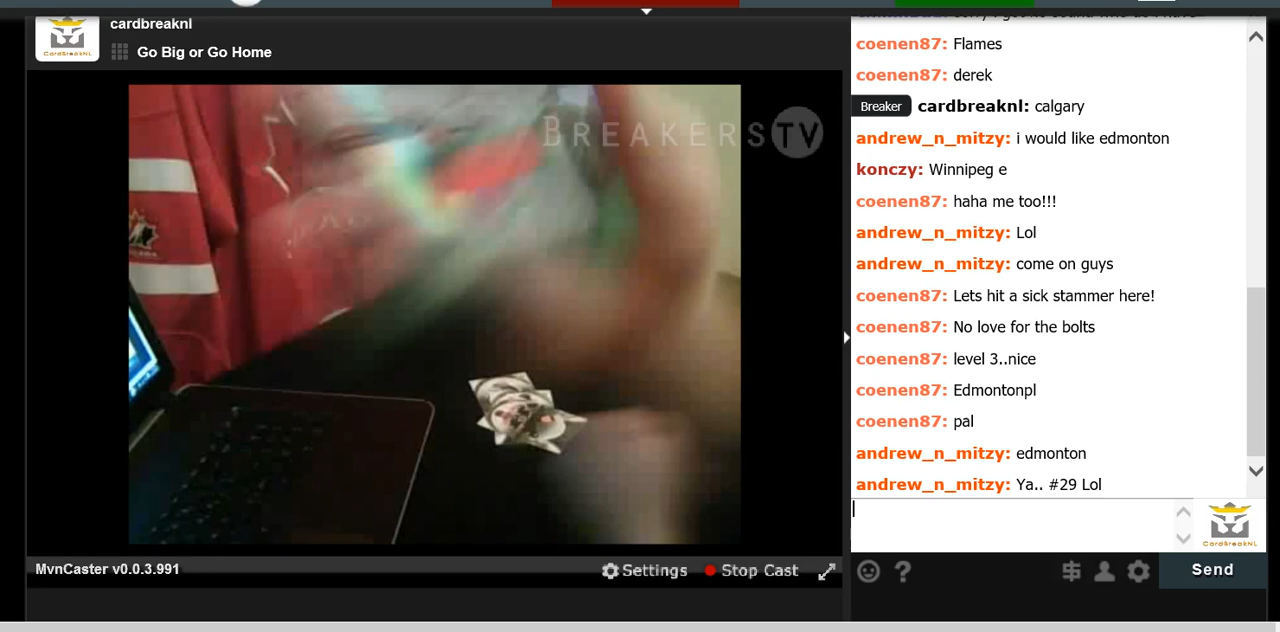 cardbreaknl
CardBreakNL
Go Big or Go Home
BREAKERSTV
coenen87: Flames
coenen87: derek
Breaker cardbreaknl: calgary
andrew_n_mitzy: i would like edmonton
konczy: Winnipeg e
coenen87: haha me too!!!
andrew_n_mitzy: Lol
andrew_n_mitzy: come on guys
coenen87: Lets hit a sick stammer here!
coenen87: No love for the bolts
coenen87: level 3..nice
coenen87: Edmontonpl
coenen87: pal
andrew_n_mitzy: edmonton
andrew_n_mitzy: Ya.. #29 Lol
CardBreakNL
MvnCaster v0.0.3.991
Settings
Stop Cast
Send